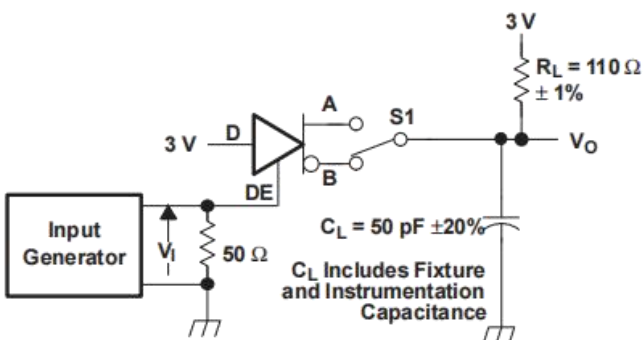 3 V
R_L = 110 Ω
± 1%
A
S1
3 V
D
V_O
B
DE
Input
Generator
V_I
50 Ω
C_L = 50 pF ±20%
C_L Includes Fixture
and Instrumentation
Capacitance